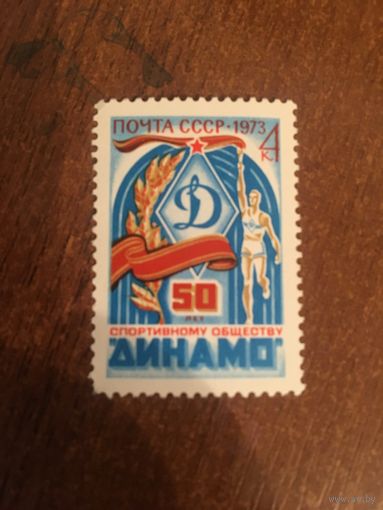 ПОЧТА СССР·1973
4
К.
Д
50
ЛЕТ
СПОРТИВНОМУ ОБЩЕСТВУ
"ДИНАМО"